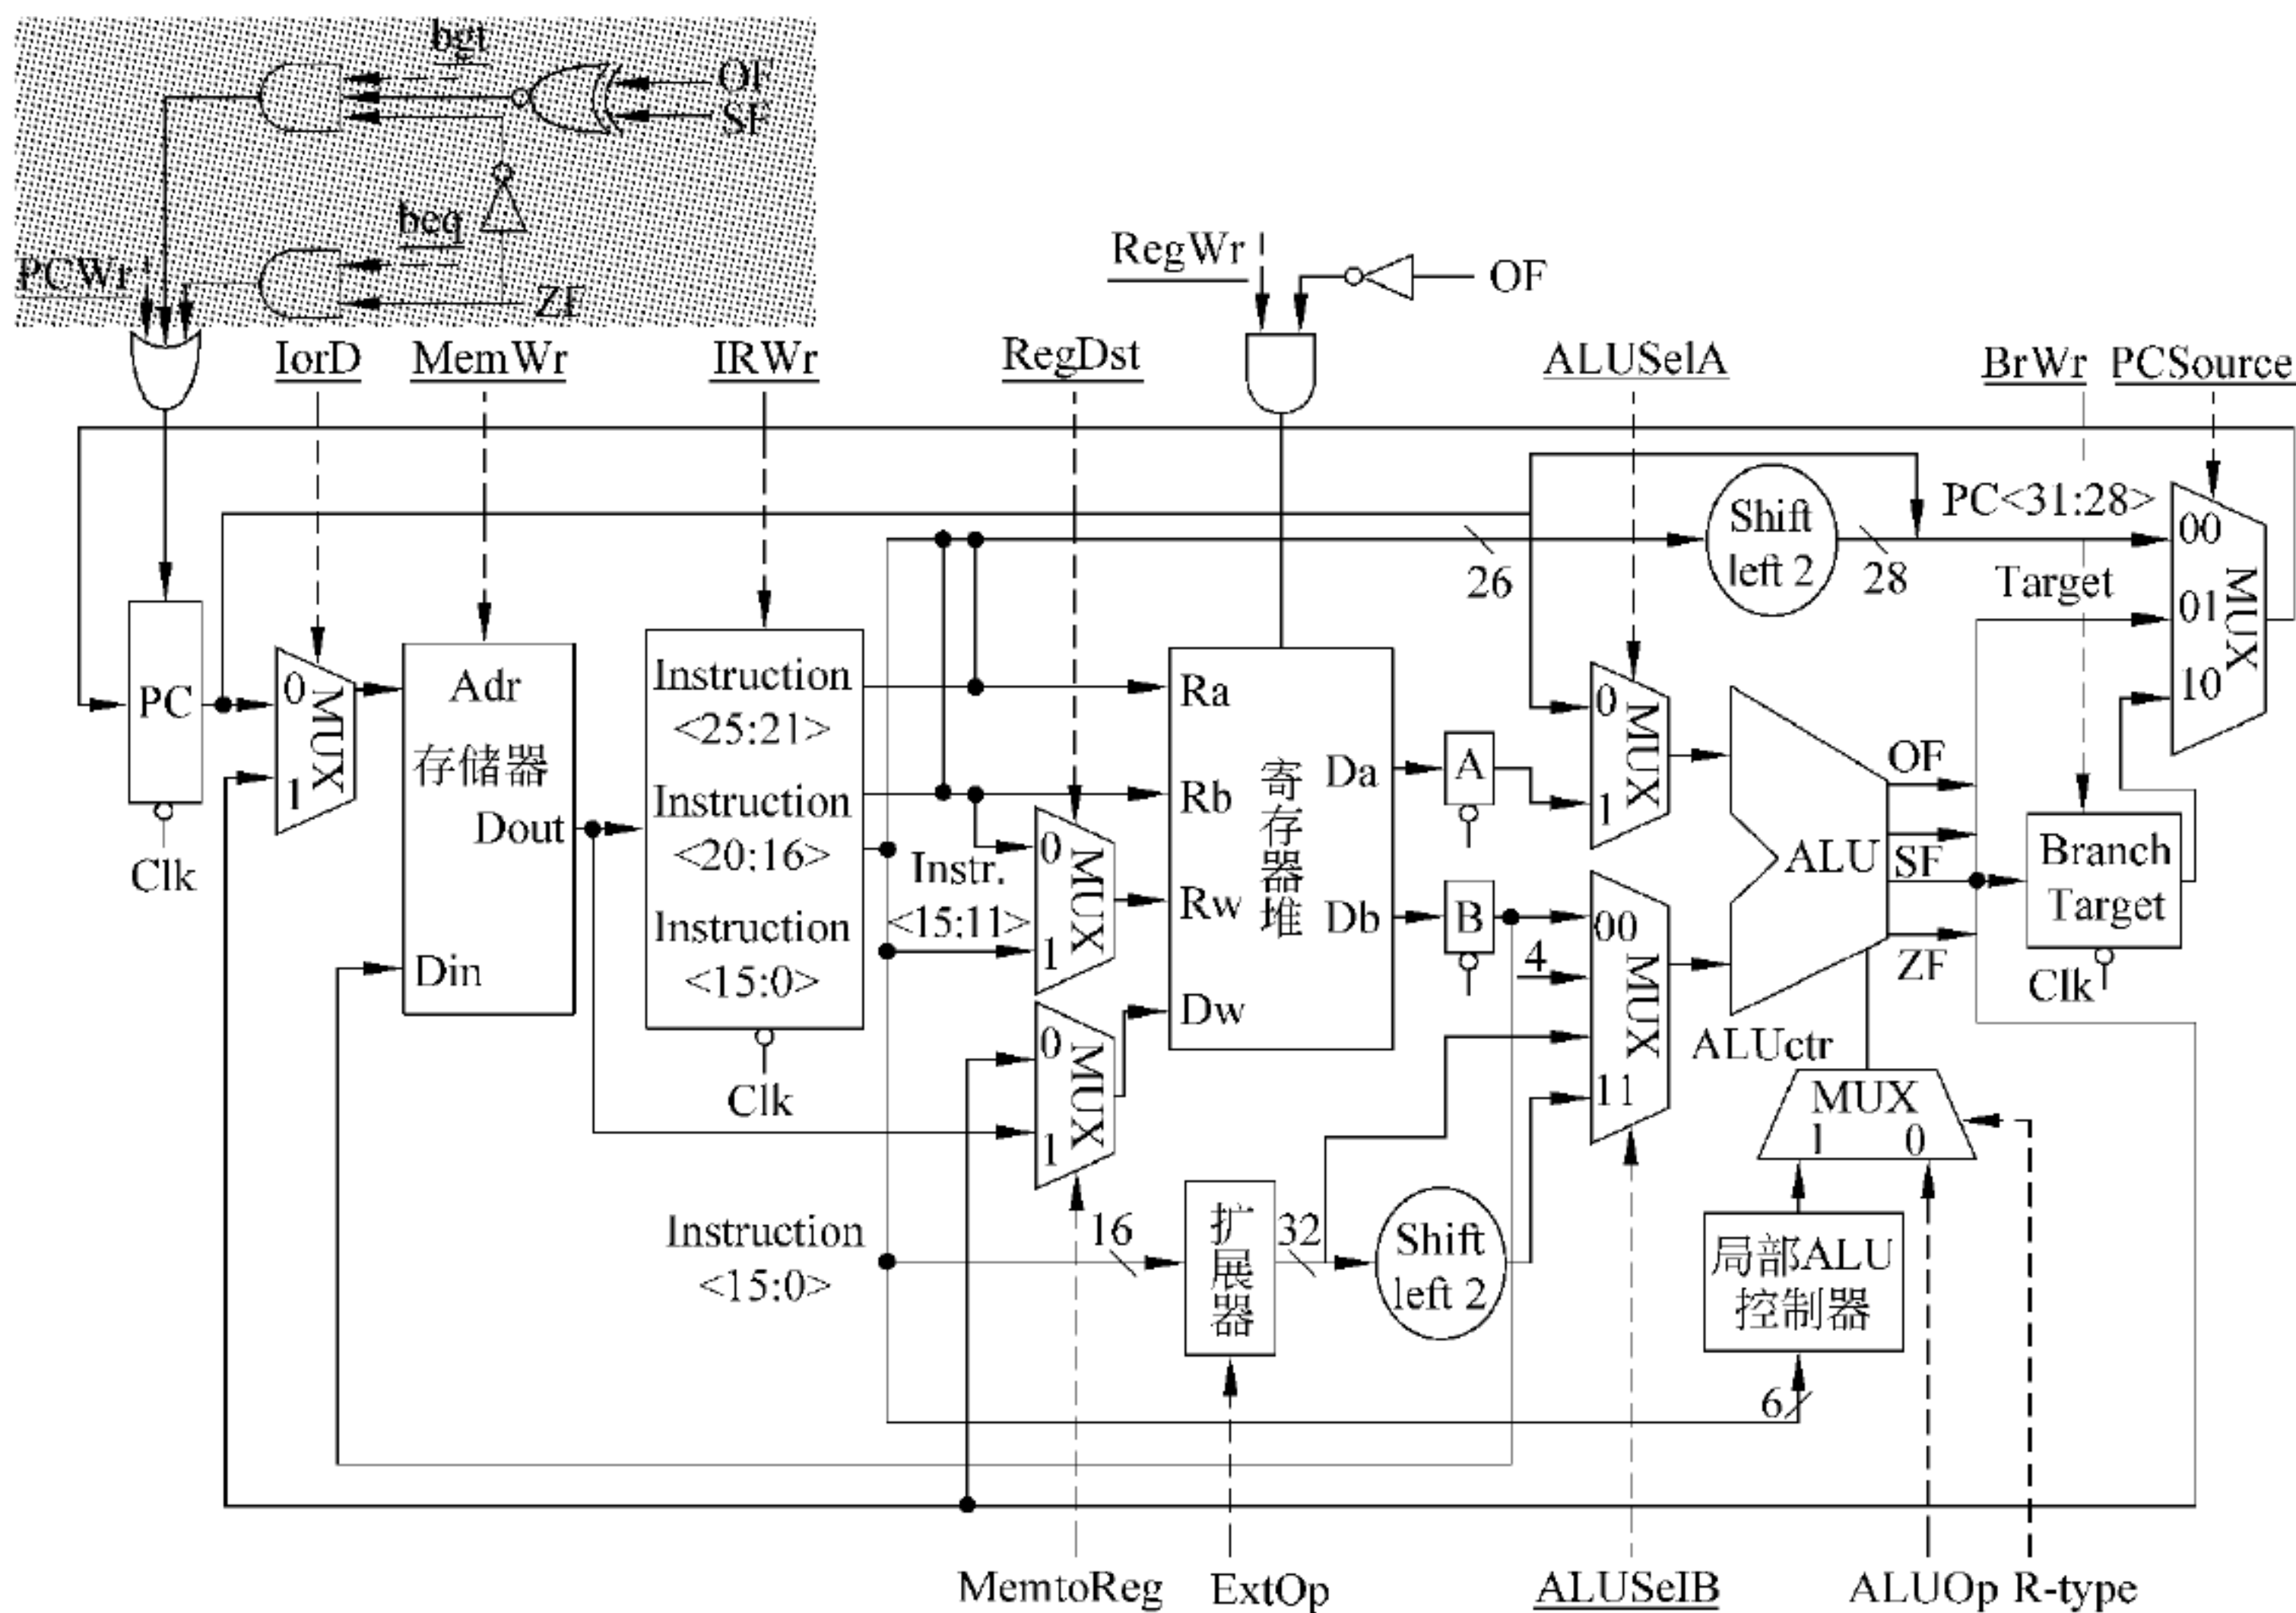 bgt
OF
SF
beq
PCWr
ZF
RegWr
OF
IorD
MemWr
IRWr
RegDst
ALUSelA
BrWr
PCSource
PC<31:28>
Shift
left 2
26
28
00
Target
01
MUX
10
PC
0
MUX
1
Clk
Adr
存储器
Dout
Din
Instruction
<25:21>
Instruction
<20:16>
Instruction
<15:0>
Clk
Instr.
<15:11>
0
MUX
1
0
MUX
1
Ra
Rb
Rw
Dw
寄存器堆
Da
Db
A
B
4
0
MUX
1
00
MUX
11
ALU
OF
SF
ZF
Branch
Target
Clk
ALUctr
MUX
1 0
局部ALU
控制器
6
Instruction
<15:0>
16
扩展器
32
Shift
left 2
MemtoReg
ExtOp
ALUSelB
ALUOp
R-type